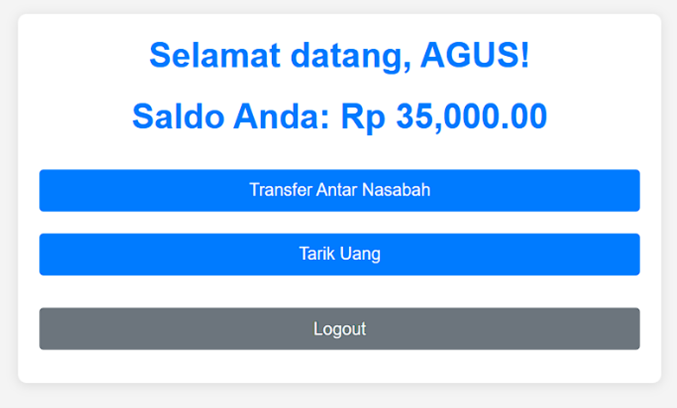 Selamat datang, AGUS!
Saldo Anda: Rp 35,000.00
Transfer Antar Nasabah
Tarik Uang
Logout